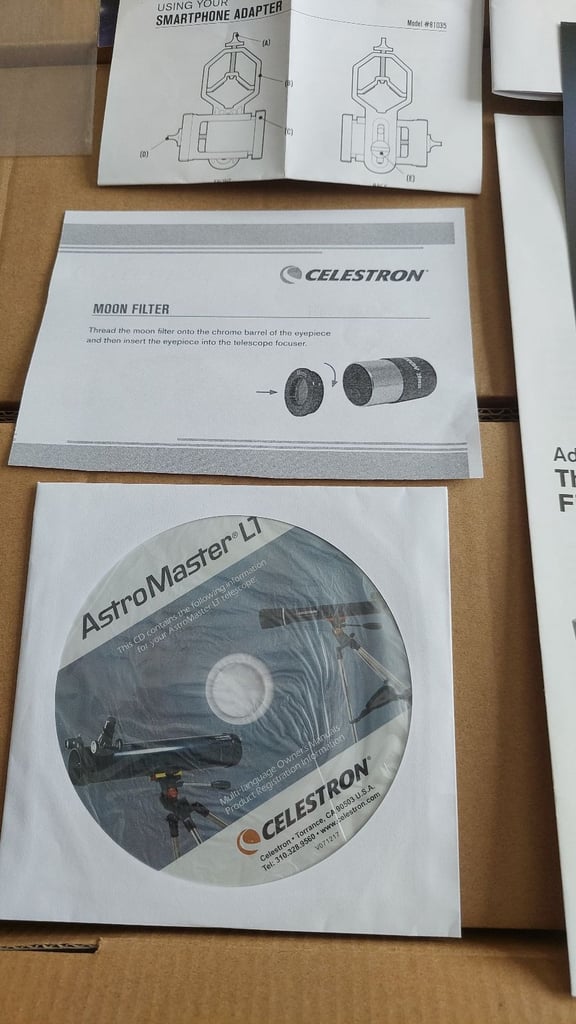 USING YOUR
SMARTPHONE ADAPTER
Model #81035
(A)
(B)
(C)
(D)
(E)
CELESTRON
MOON FILTER
Thread the moon filter onto the chrome barrel of the eyepiece
and then insert the eyepiece into the telescope focuser.
Ad
Th
F
AstroMaster® LT
This CD contains the following information
for your AstroMaster LT telescope:
Multi-language Owner's Manuals
Product Registration Information
CELESTRON®
Celestron • Torrance, CA 90503 U.S.A.
Tel: 310.328.9560 • www.celestron.com
V071217